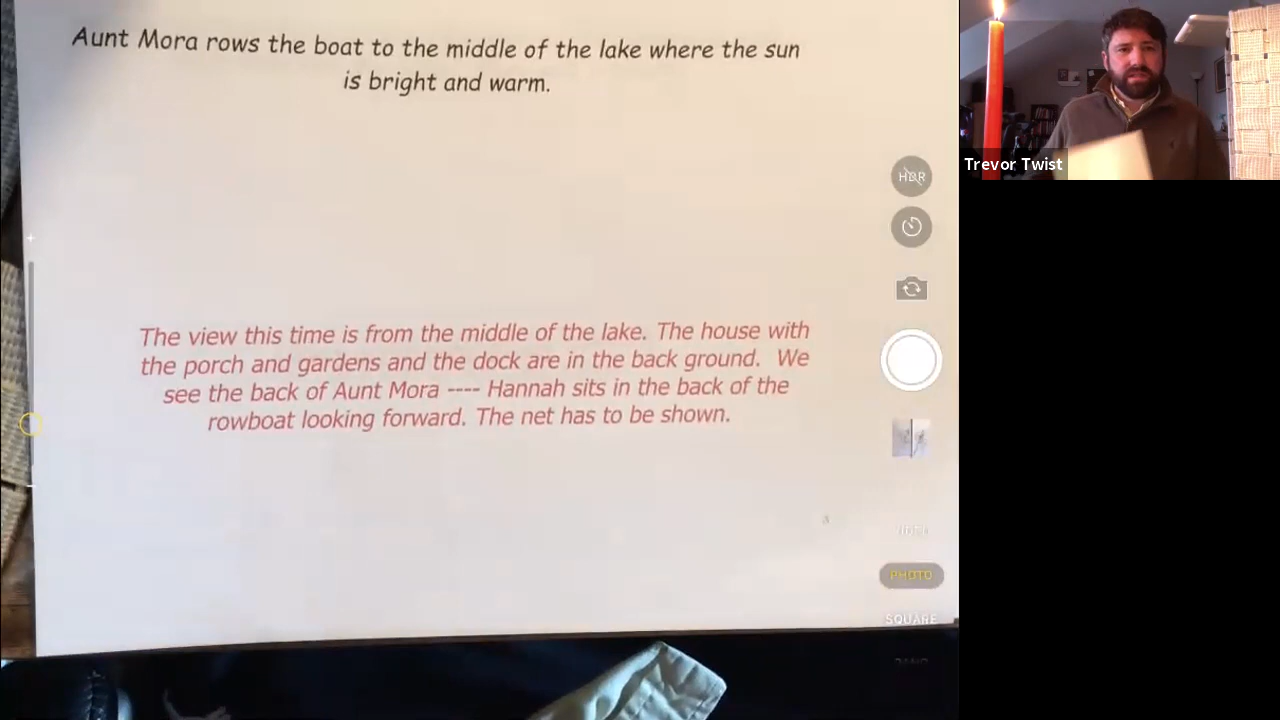 Aunt Mora rows the boat to the middle of the lake where the sun
is bright and warm.
The view this time is from the middle of the lake. The house with
the porch and gardens and the dock are in the back ground. We
see the back of Aunt Mora ---- Hannah sits in the back of the
rowboat looking forward. The net has to be shown.
HDR
PHOTO
SQUARE
Trevor Twist